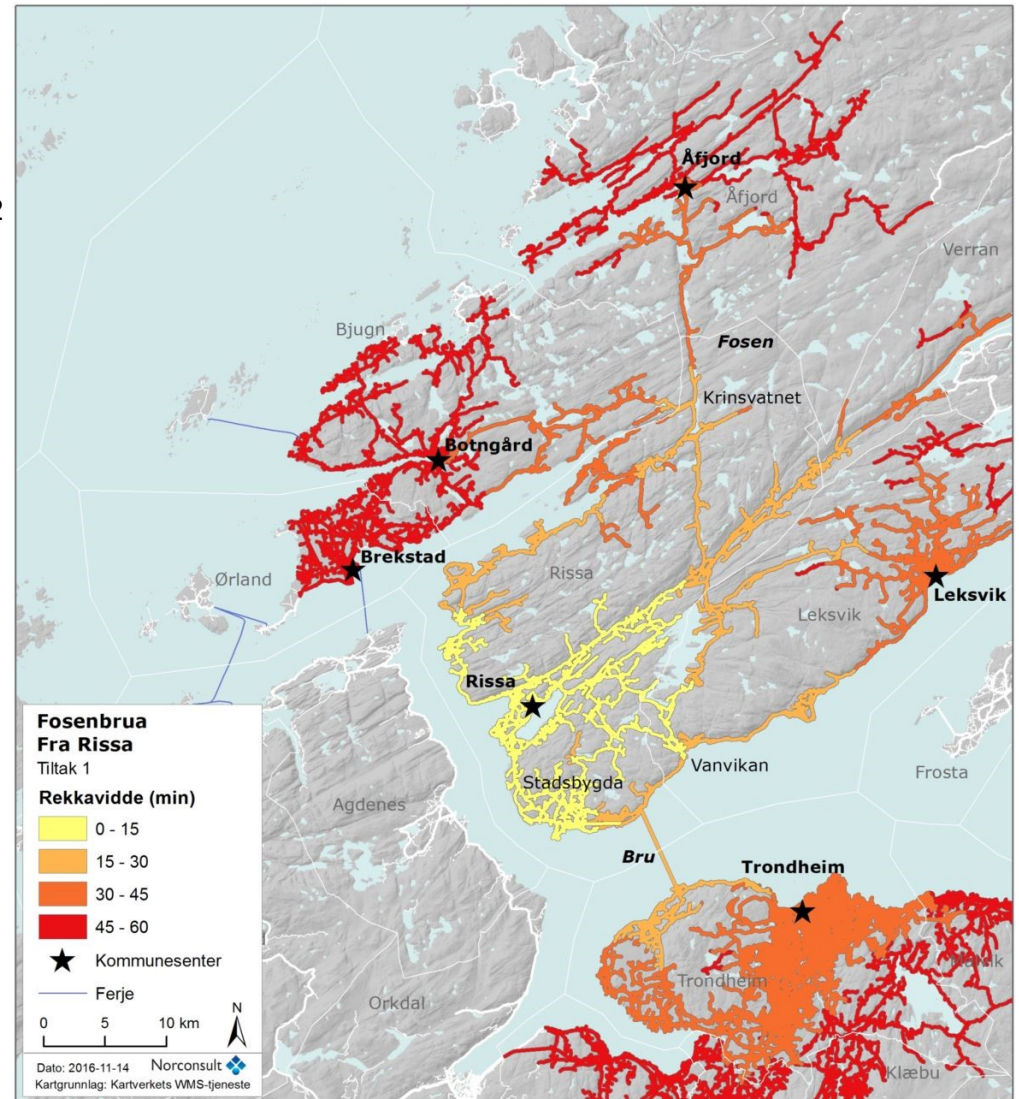 2
Åfjord
Åfjord
Verran
Bjugn
Fosen
Krinsvatnet
Botngård
Brekstad
Ørland
Rissa
Leksvik
Leksvik
Rissa
Vanvikan
Stadsbygda
Frosta
Agdenes
Bru
Trondheim
Trondheim
Orkdal
Klæbu
Fosenbrua
Fra Rissa
Tiltak 1
Rekkavidde (min)
0 - 15
15 - 30
30 - 45
45 - 60
Kommunesenter
Ferje
N
0 5 10 km
Dato: 2016-11-14 Norconsult
Kartgrunnlag: Kartverkets WMS-tjeneste